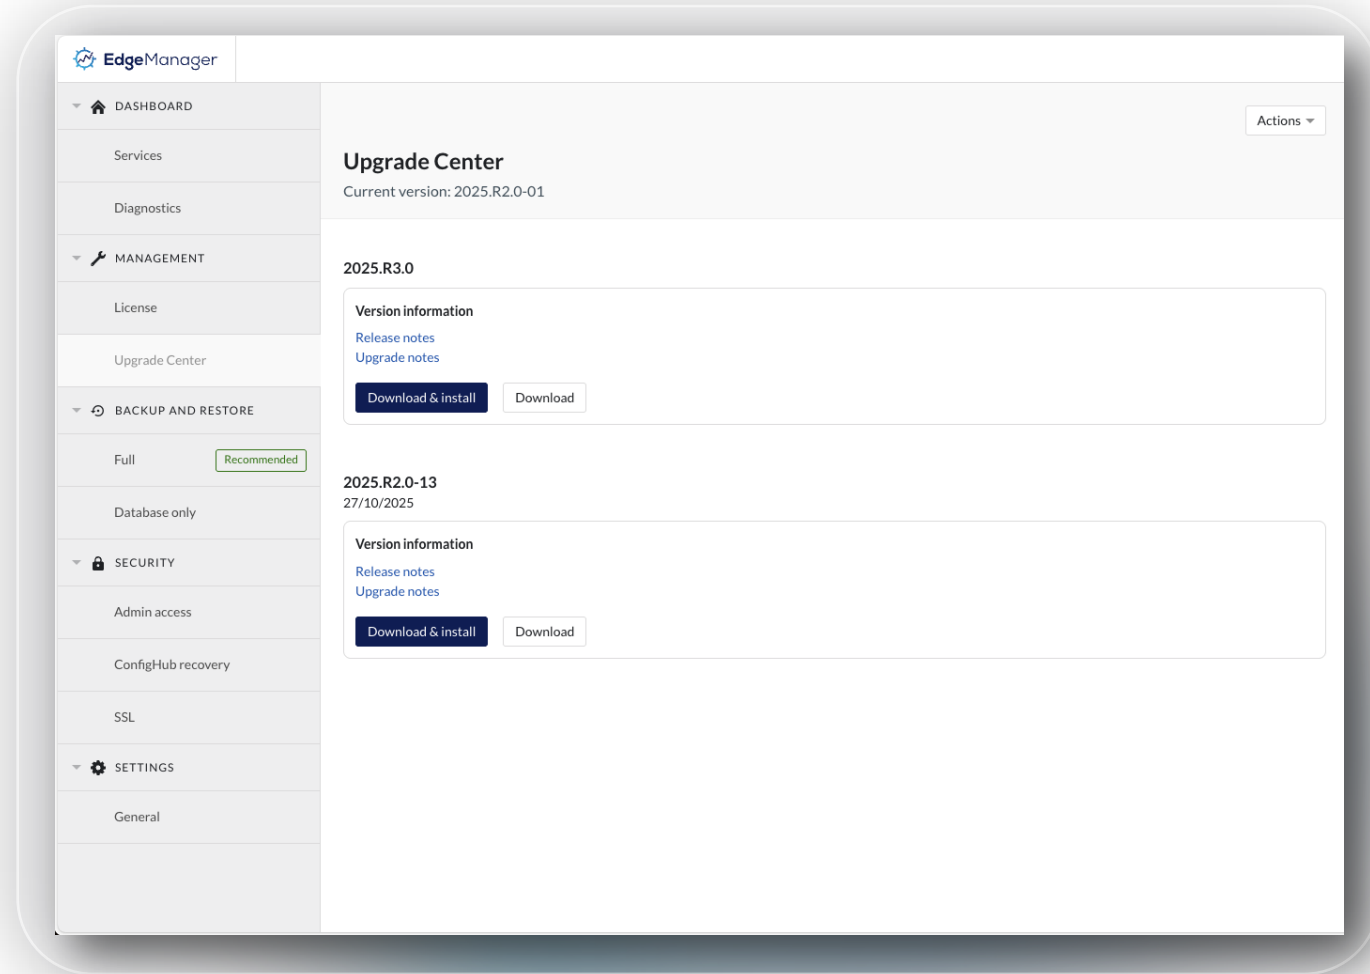 EdgeManager
DASHBOARD
Services
Diagnostics
MANAGEMENT
License
Upgrade Center
BACKUP AND RESTORE
Full
Recommended
Database only
SECURITY
Admin access
ConfigHub recovery
SSL
SETTINGS
General
Actions
Upgrade Center
Current version: 2025.R2.0-01
2025.R3.0
Version information
Release notes
Upgrade notes
Download & install
Download
2025.R2.0-13
27/10/2025
Version information
Release notes
Upgrade notes
Download & install
Download